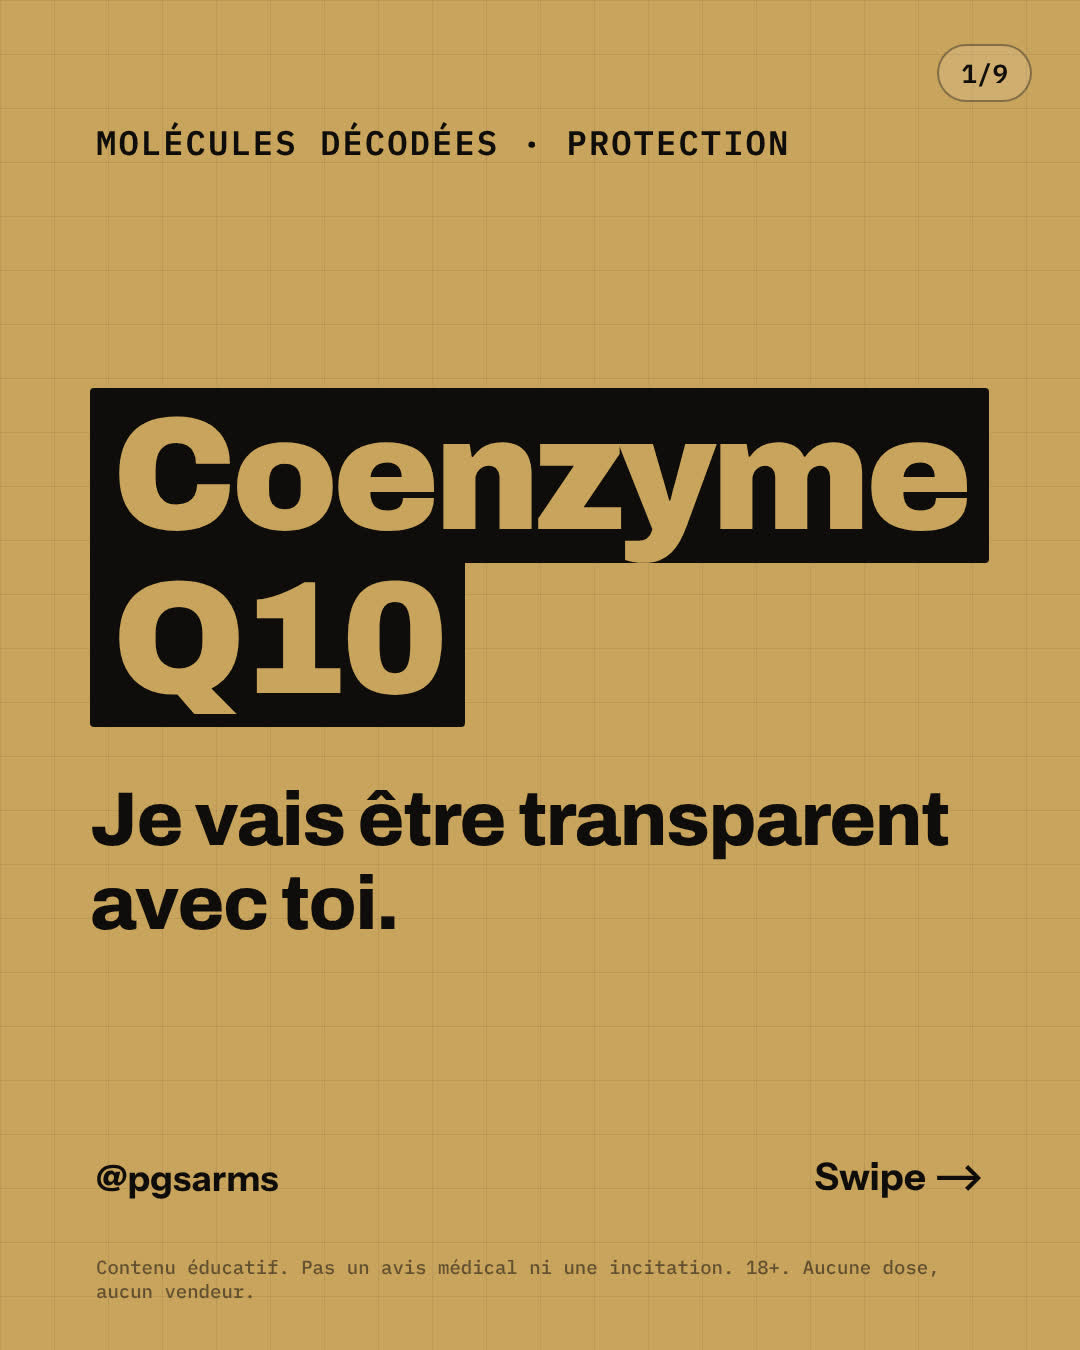 1/9
MOLÉCULES DÉCODÉES · PROTECTION
Coenzyme
Q10
Je vais être transparent
avec toi.
@pgsarms
Swipe →
Contenu éducatif. Pas un avis médical ni une incitation. 18+. Aucune dose,
aucun vendeur.